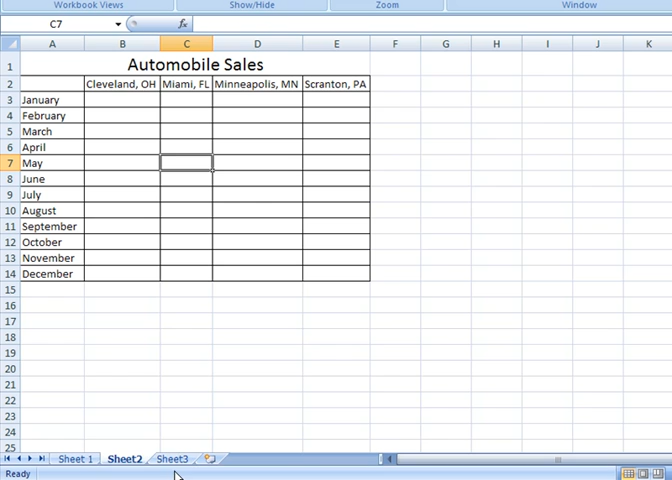 Workbook Views Show/Hide Zoom Window
C7 fx
A B C D E F G H I J K
1 Automobile Sales
2 Cleveland, OH Miami, FL Minneapolis, MN Scranton, PA
3 January
4 February
5 March
6 April
7 May
8 June
9 July
10 August
11 September
12 October
13 November
14 December
15
16
17
18
19
20
21
22
23
24
25
Sheet 1 Sheet2 Sheet3
Ready